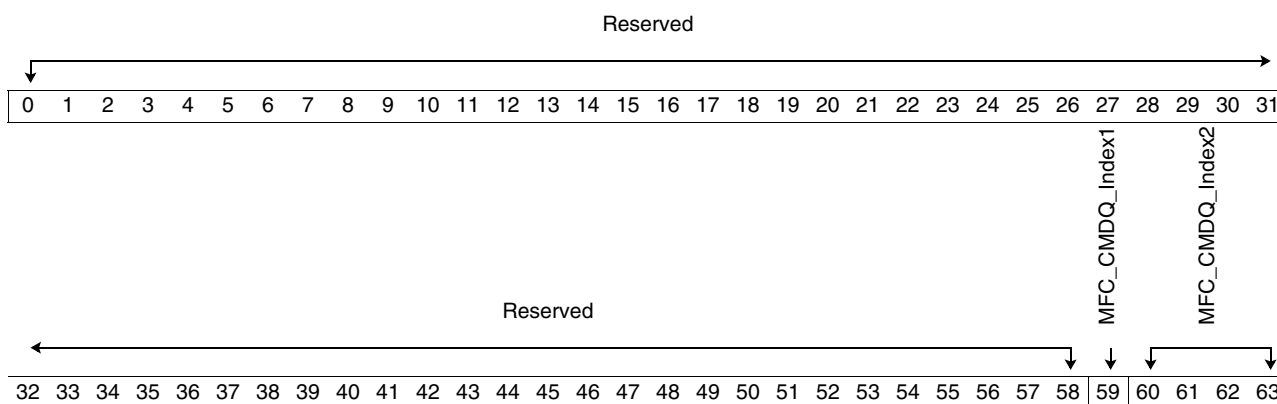 Reserved
0 1 2 3 4 5 6 7 8 9 10 11 12 13 14 15 16 17 18 19 20 21 22 23 24 25 26 27 28 29 30 31
MFC_CMDQ_Index1
MFC_CMDQ_Index2
Reserved
32 33 34 35 36 37 38 39 40 41 42 43 44 45 46 47 48 49 50 51 52 53 54 55 56 57 58 59 60 61 62 63